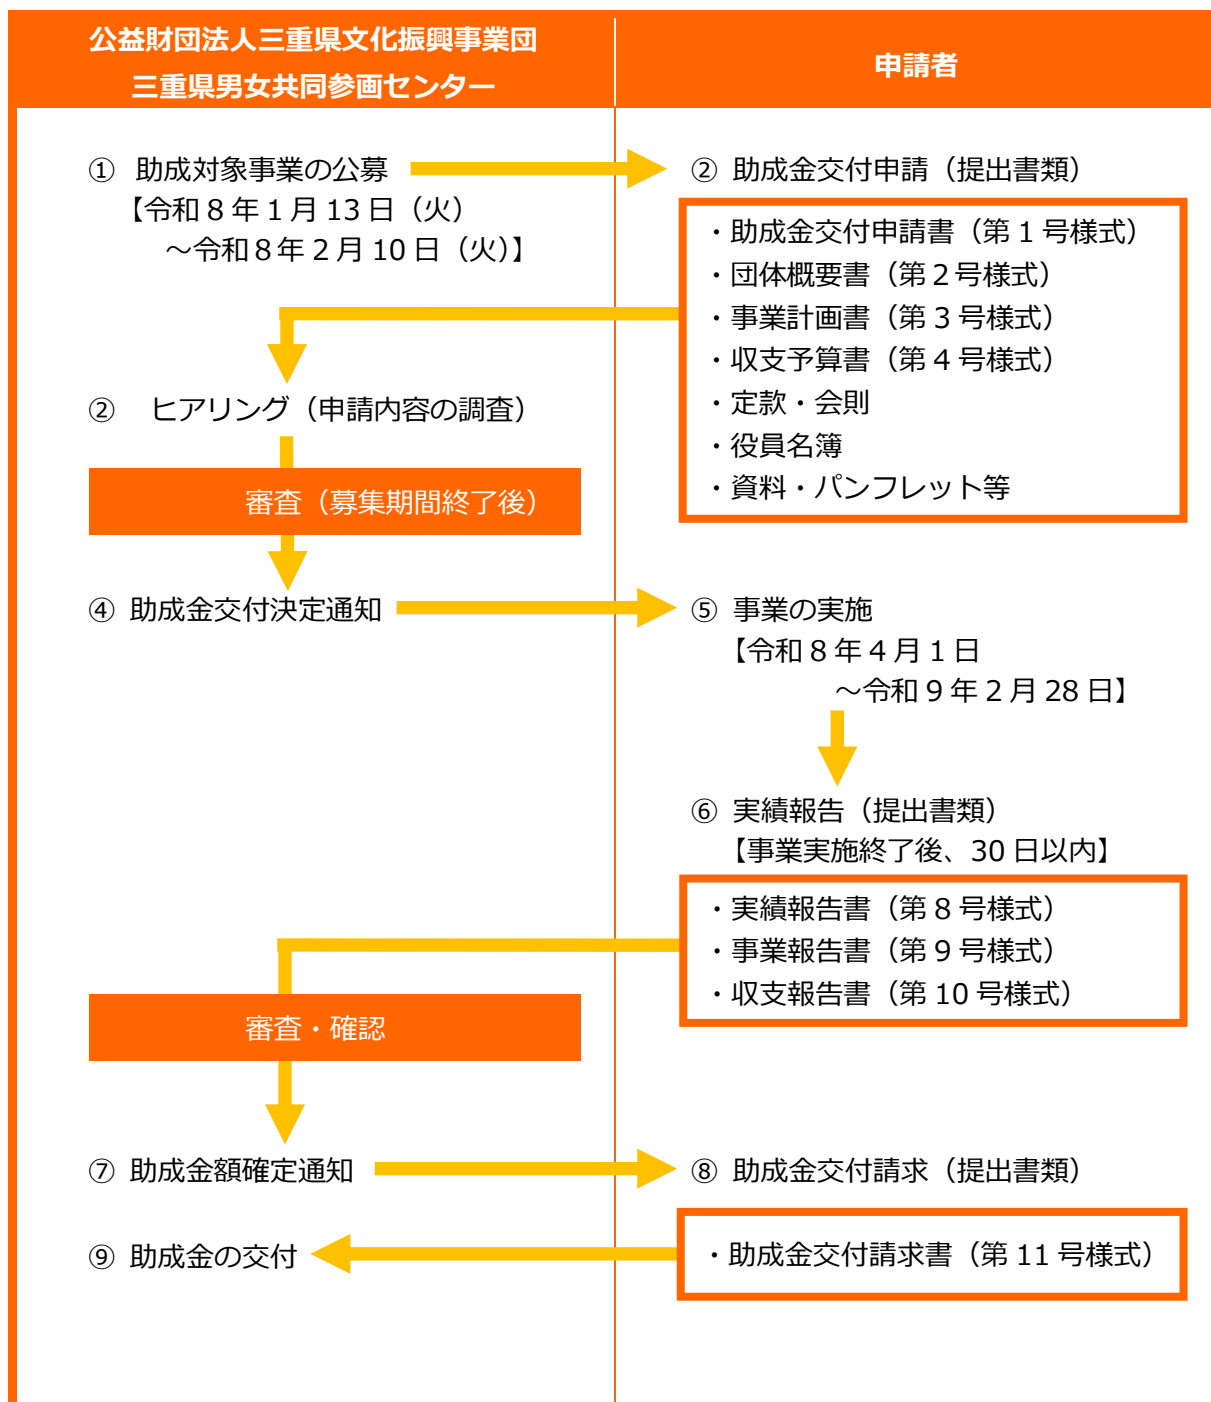 公益財団法人三重県文化振興事業団
三重県男女共同参画センター
申請者
① 助成対象事業の公募
【令和８年１月 13 日（火）
～令和８年２月 10 日（火）】
② 助成金交付申請（提出書類）
・助成金交付申請書（第１号様式）
・団体概要書（第２号様式）
・事業計画書（第３号様式）
・収支予算書（第４号様式）
・定款・会則
・役員名簿
・資料・パンフレット等
② ヒアリング（申請内容の調査）
審査（募集期間終了後）
④ 助成金交付決定通知
⑤ 事業の実施
【令和８年４月１日
～令和９年２月 28 日】
⑥ 実績報告（提出書類）
【事業実施終了後、30 日以内】
・実績報告書（第８号様式）
・事業報告書（第９号様式）
・収支報告書（第 10 号様式）
審査・確認
⑦ 助成金額確定通知
⑧ 助成金交付請求（提出書類）
・助成金交付請求書（第 11 号様式）
⑨ 助成金の交付